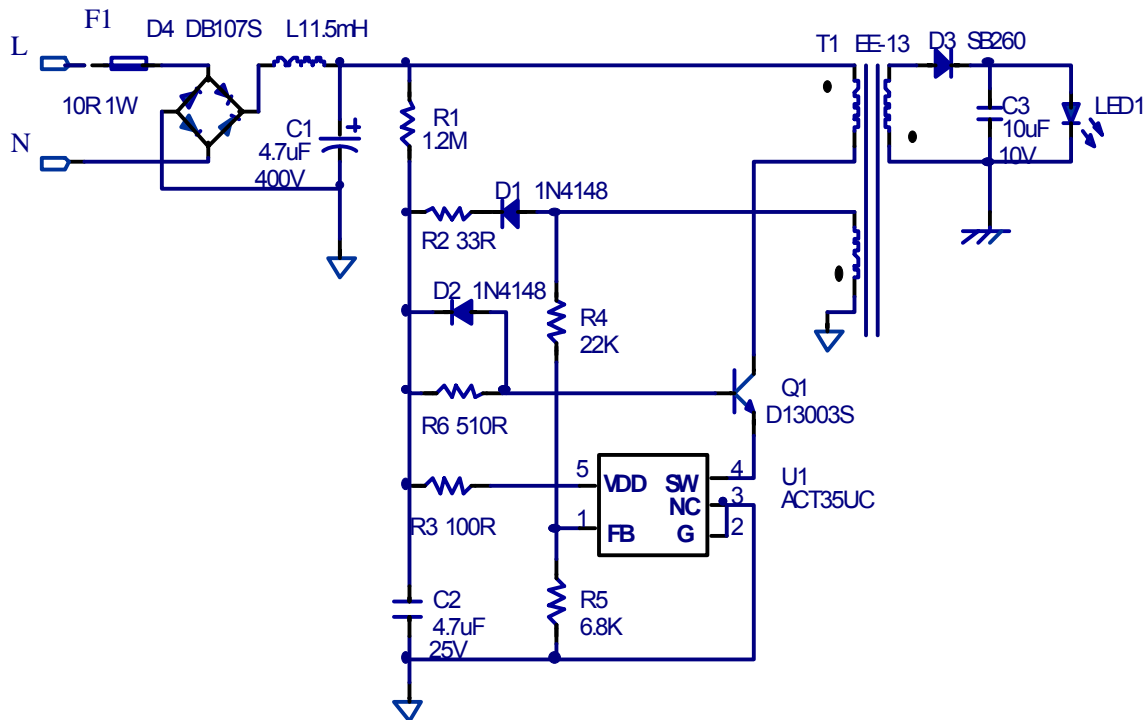 F1
D4 DB107S
L11.5mH
T1 EE-13
D3 SB260
L
10R 1W
N
C1
4.7uF
400V
R1
1.2M
C3
10uF
10V
LED1
D1 1N4148
R2 33R
D2 1N4148
R4
22K
R6 510R
Q1
D13003S
R3 100R
5
1
VDD
FB
SW
NC
G
4
3
2
U1
ACT35UC
C2
4.7uF
25V
R5
6.8K